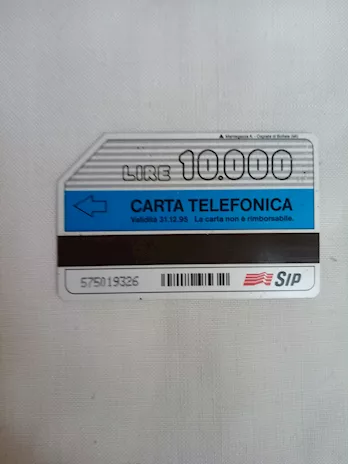 LIRE 10.000
CARTA TELEFONICA
Validità 31.12.95 La carta non è rimborsabile.
575019326
SIP